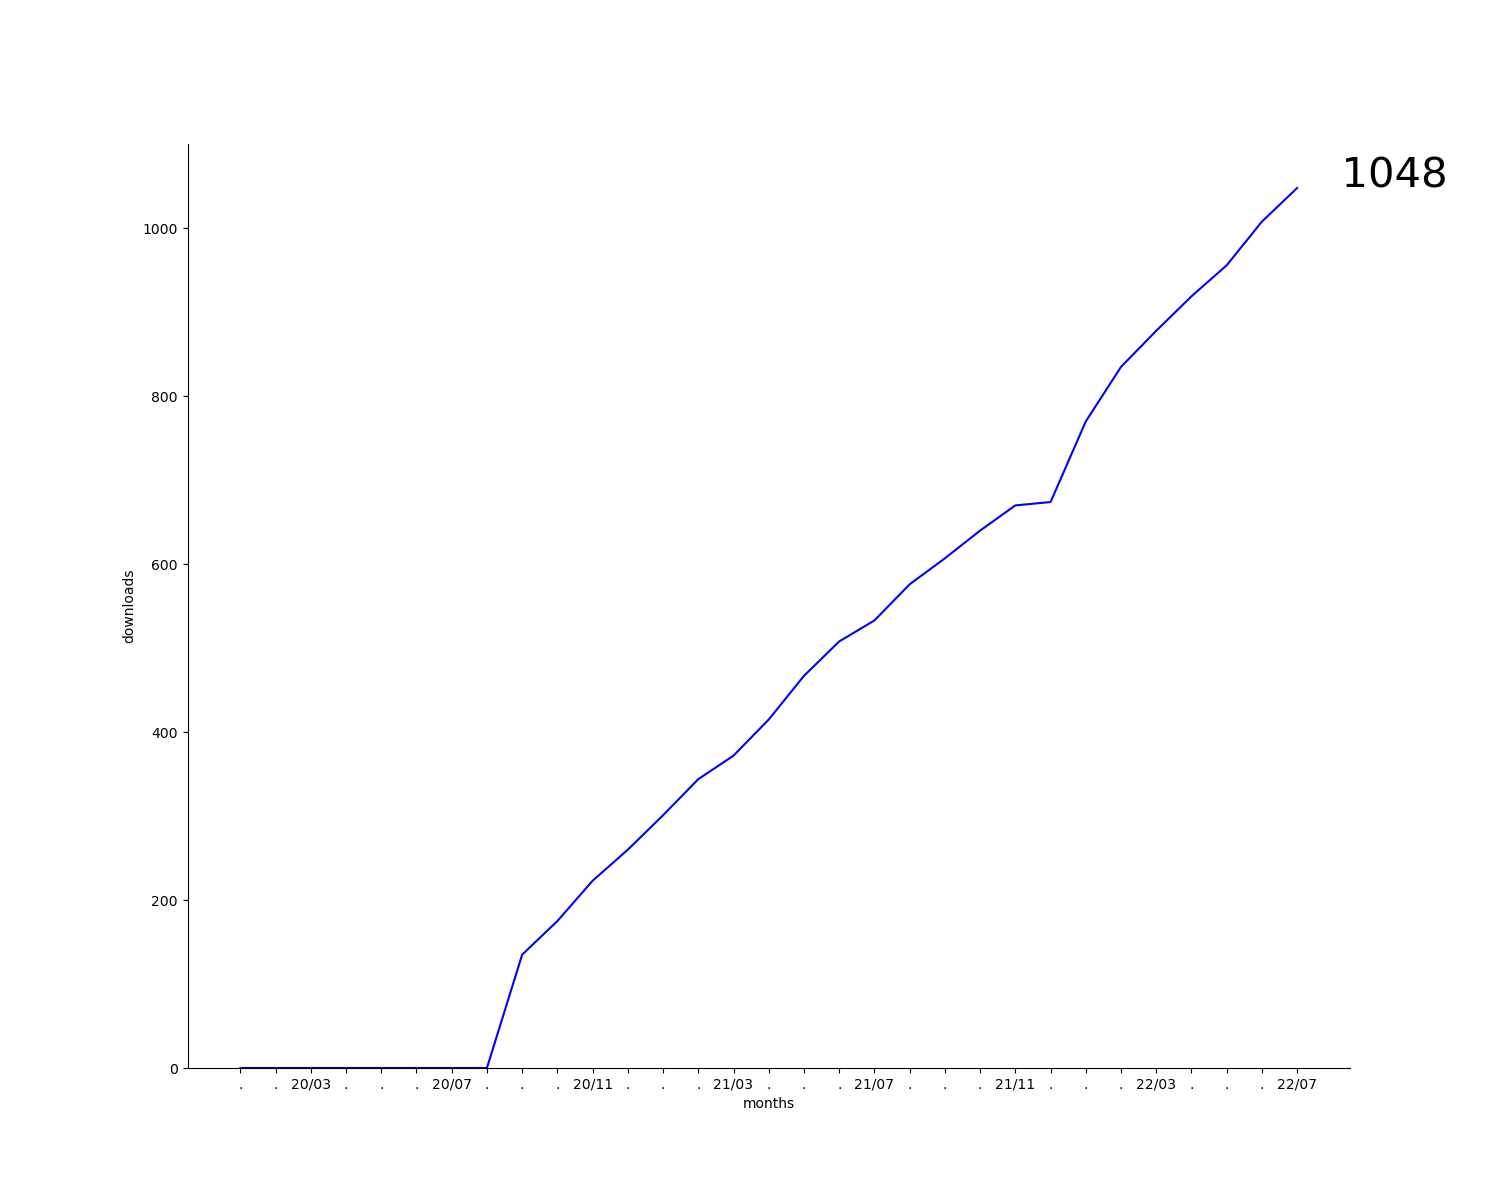 1048
1000
800
600
400
200
0
downloads
. . 20/03 . . . 20/07 . . . 20/11 . . . 21/03 . . . 21/07 . . . 21/11 . . . 22/03 . . . 22/07
months